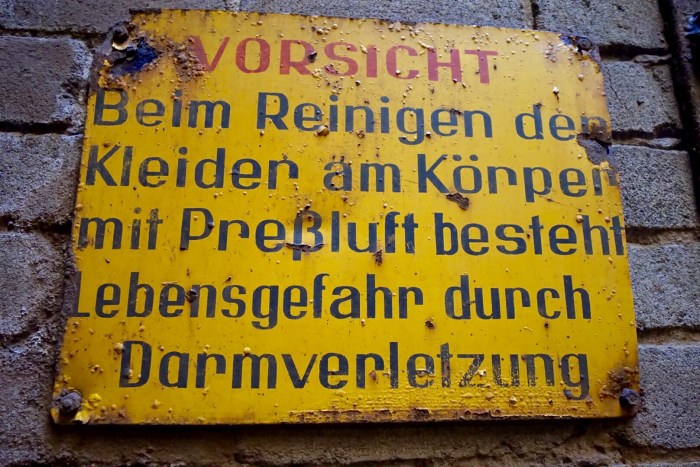 VORSICHT
Beim Reinigen der
Kleider am Körper
mit Preßluft besteht
Lebensgefahr durch
Darmverletzung